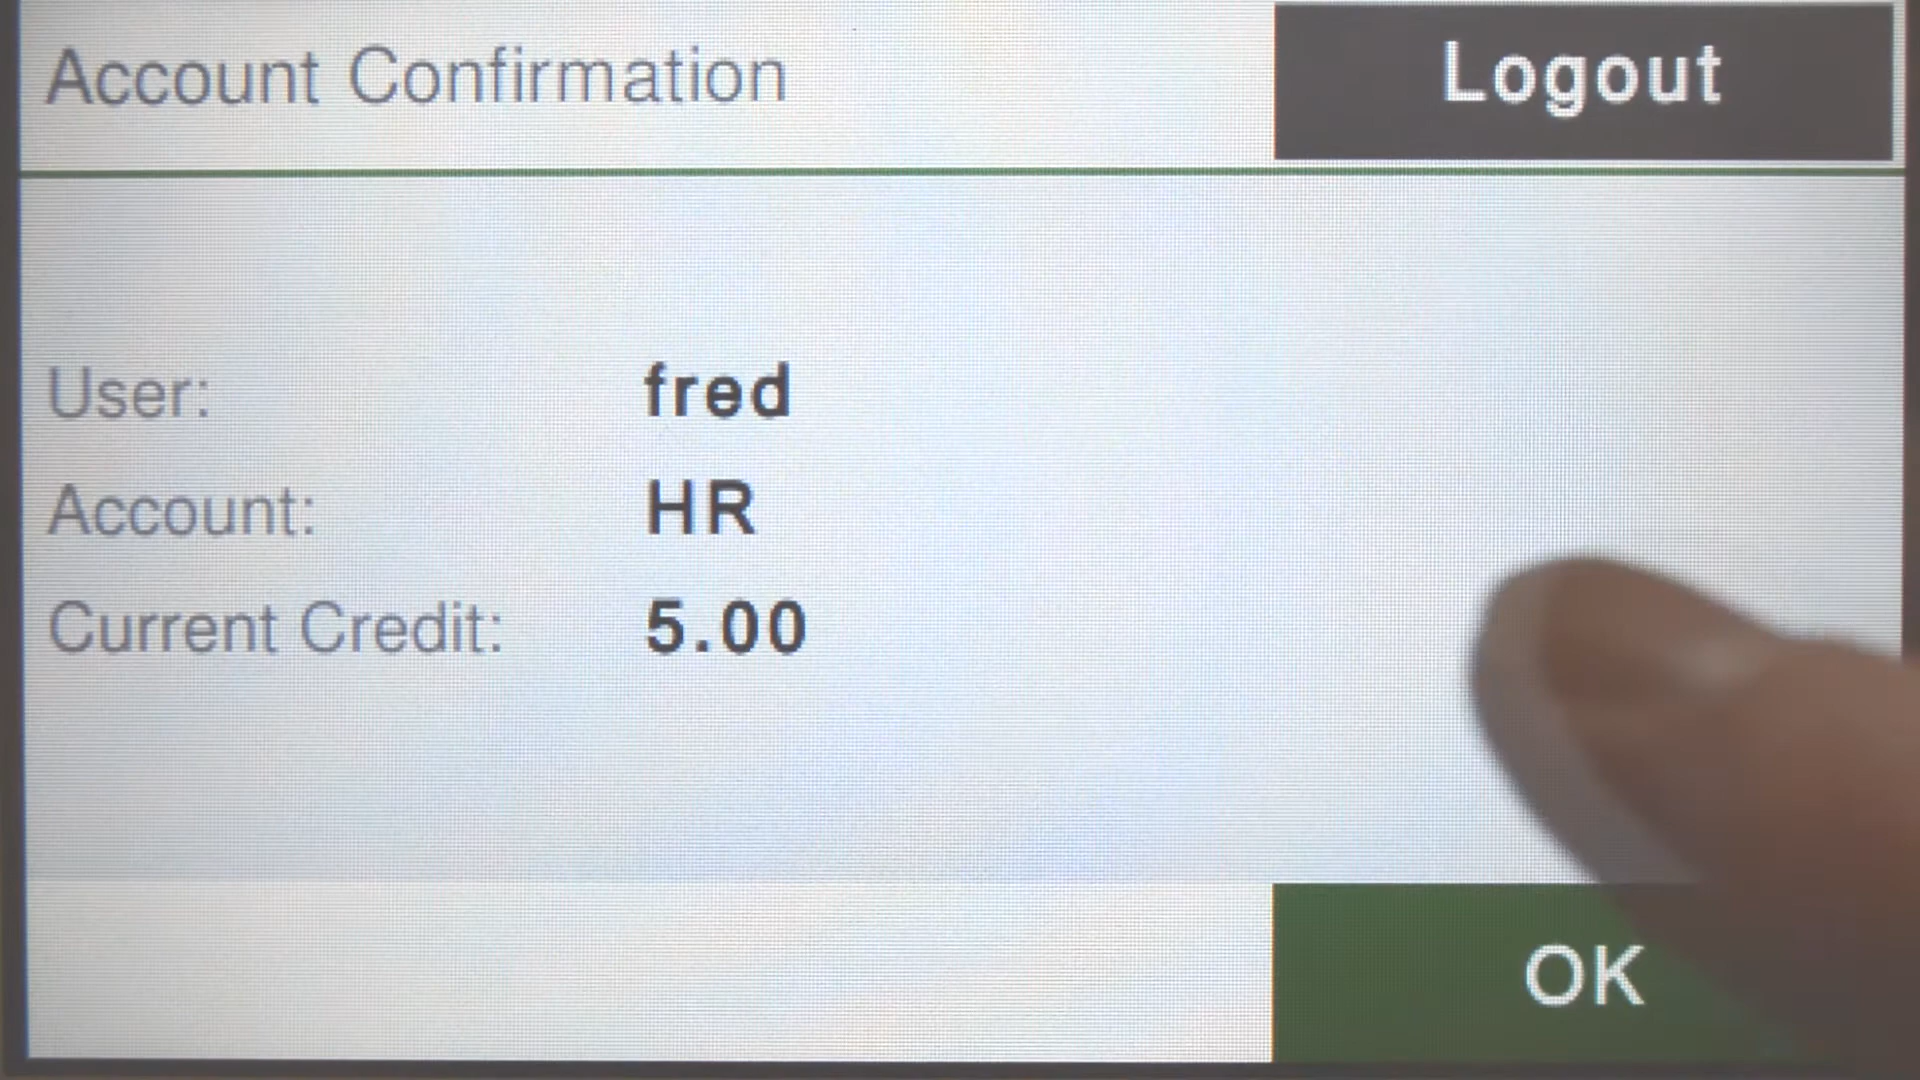 Account Confirmation
Logout
User: fred
Account: HR
Current Credit: 5.00
OK